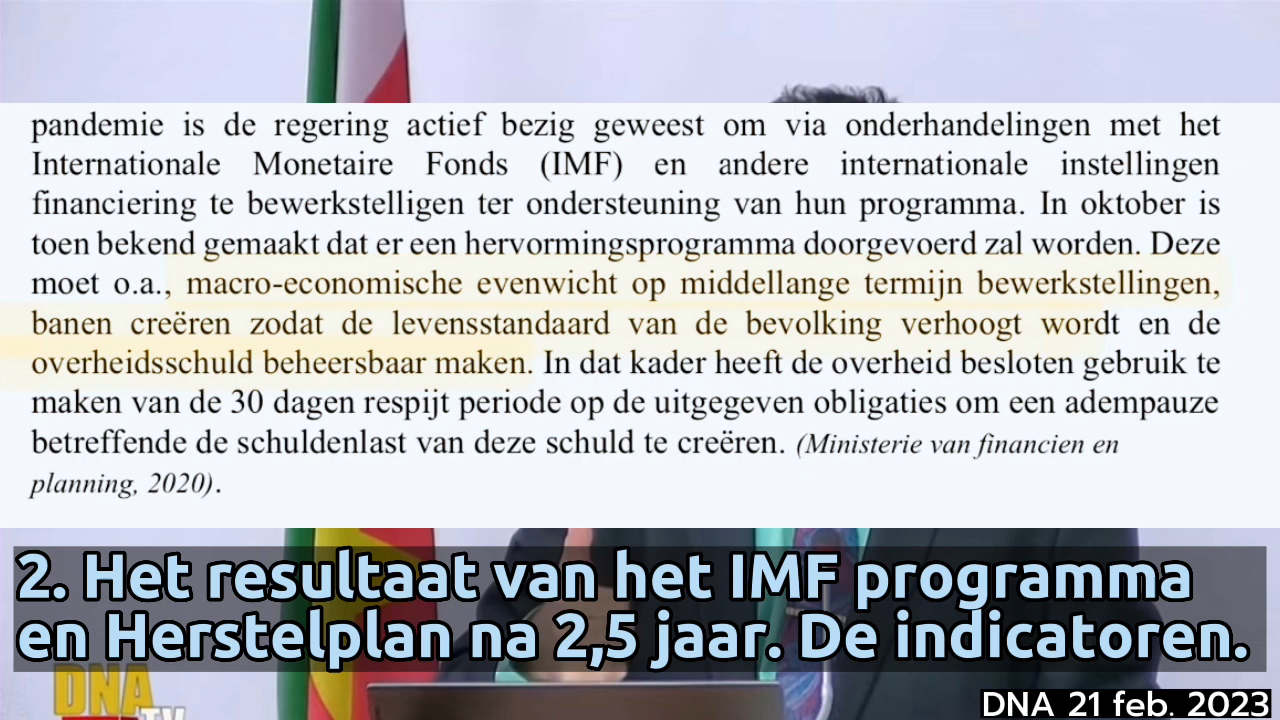 pandemie is de regering actief bezig geweest om via onderhandelingen met het
Internationale Monetaire Fonds (IMF) en andere internationale instellingen
financiering te bewerkstelligen ter ondersteuning van hun programma. In oktober is
toen bekend gemaakt dat er een hervormingsprogramma doorgevoerd zal worden. Deze
moet o.a., macro-economische evenwicht op middellange termijn bewerkstellingen,
banen creëren zodat de levensstandaard van de bevolking verhoogt wordt en de
overheidsschuld beheersbaar maken. In dat kader heeft de overheid besloten gebruik te
maken van de 30 dagen respijt periode op de uitgegeven obligaties om een adempauze
betreffende de schuldenlast van deze schuld te creëren. (Ministerie van financien en
planning, 2020).
2. Het resultaat van het IMF programma
en Herstelplan na 2,5 jaar. De indicatoren.
DNA
TV
DNA 21 feb. 2023